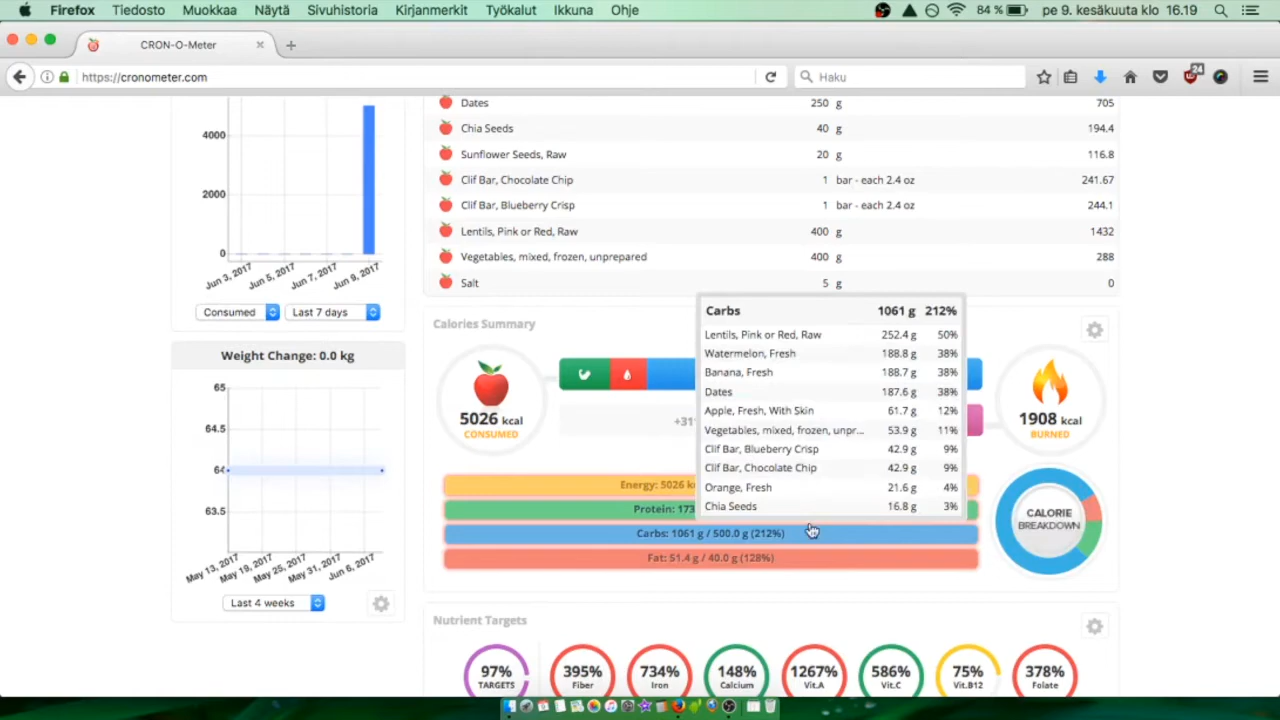 Firefox Tiedosto Muokkaa Näytä Sivuhistoria Kirjanmerkit Työkalut Ikkuna Ohje 84 % pe 9. kesäkuuta klo 16.19
CRON-O-Meter
https://cronometer.com
Haku
24
4000
2000
0
Jun 3, 2017
Jun 5, 2017
Jun 7, 2017
Jun 9, 2017
Consumed
Last 7 days
Weight Change: 0.0 kg
65
64.5
64
63.5
May 13, 2017
May 19, 2017
May 25, 2017
May 31, 2017
Jun 6, 2017
Last 4 weeks
Dates 250 g 705
Chia Seeds 40 g 194.4
Sunflower Seeds, Raw 20 g 116.8
Clif Bar, Chocolate Chip 1 bar - each 2.4 oz 241.67
Clif Bar, Blueberry Crisp 1 bar - each 2.4 oz 244.1
Lentils, Pink or Red, Raw 400 g 1432
Vegetables, mixed, frozen, unprepared 400 g 288
Salt 5 g 0
Calories Summary
5026 kcal
CONSUMED
1908 kcal
BURNED
Carbs 1061 g 212%
Lentils, Pink or Red, Raw 252.4 g 50%
Watermelon, Fresh 188.8 g 38%
Banana, Fresh 188.7 g 38%
Dates 187.6 g 38%
Apple, Fresh, With Skin 61.7 g 12%
Vegetables, mixed, frozen, unpr... 53.9 g 11%
Clif Bar, Blueberry Crisp 42.9 g 9%
Clif Bar, Chocolate Chip 42.9 g 9%
Orange, Fresh 21.6 g 4%
Chia Seeds 16.8 g 3%
Energy: 5026
Protein: 173
Carbs: 1061 g / 500.0 g (212%)
Fat: 51.4 g / 40.0 g (128%)
CALORIE
BREAKDOWN
Nutrient Targets
97% TARGETS
395% Fiber
734% Iron
148% Calcium
1267% Vit.A
586% Vit.C
75% Vit.B12
378% Folate